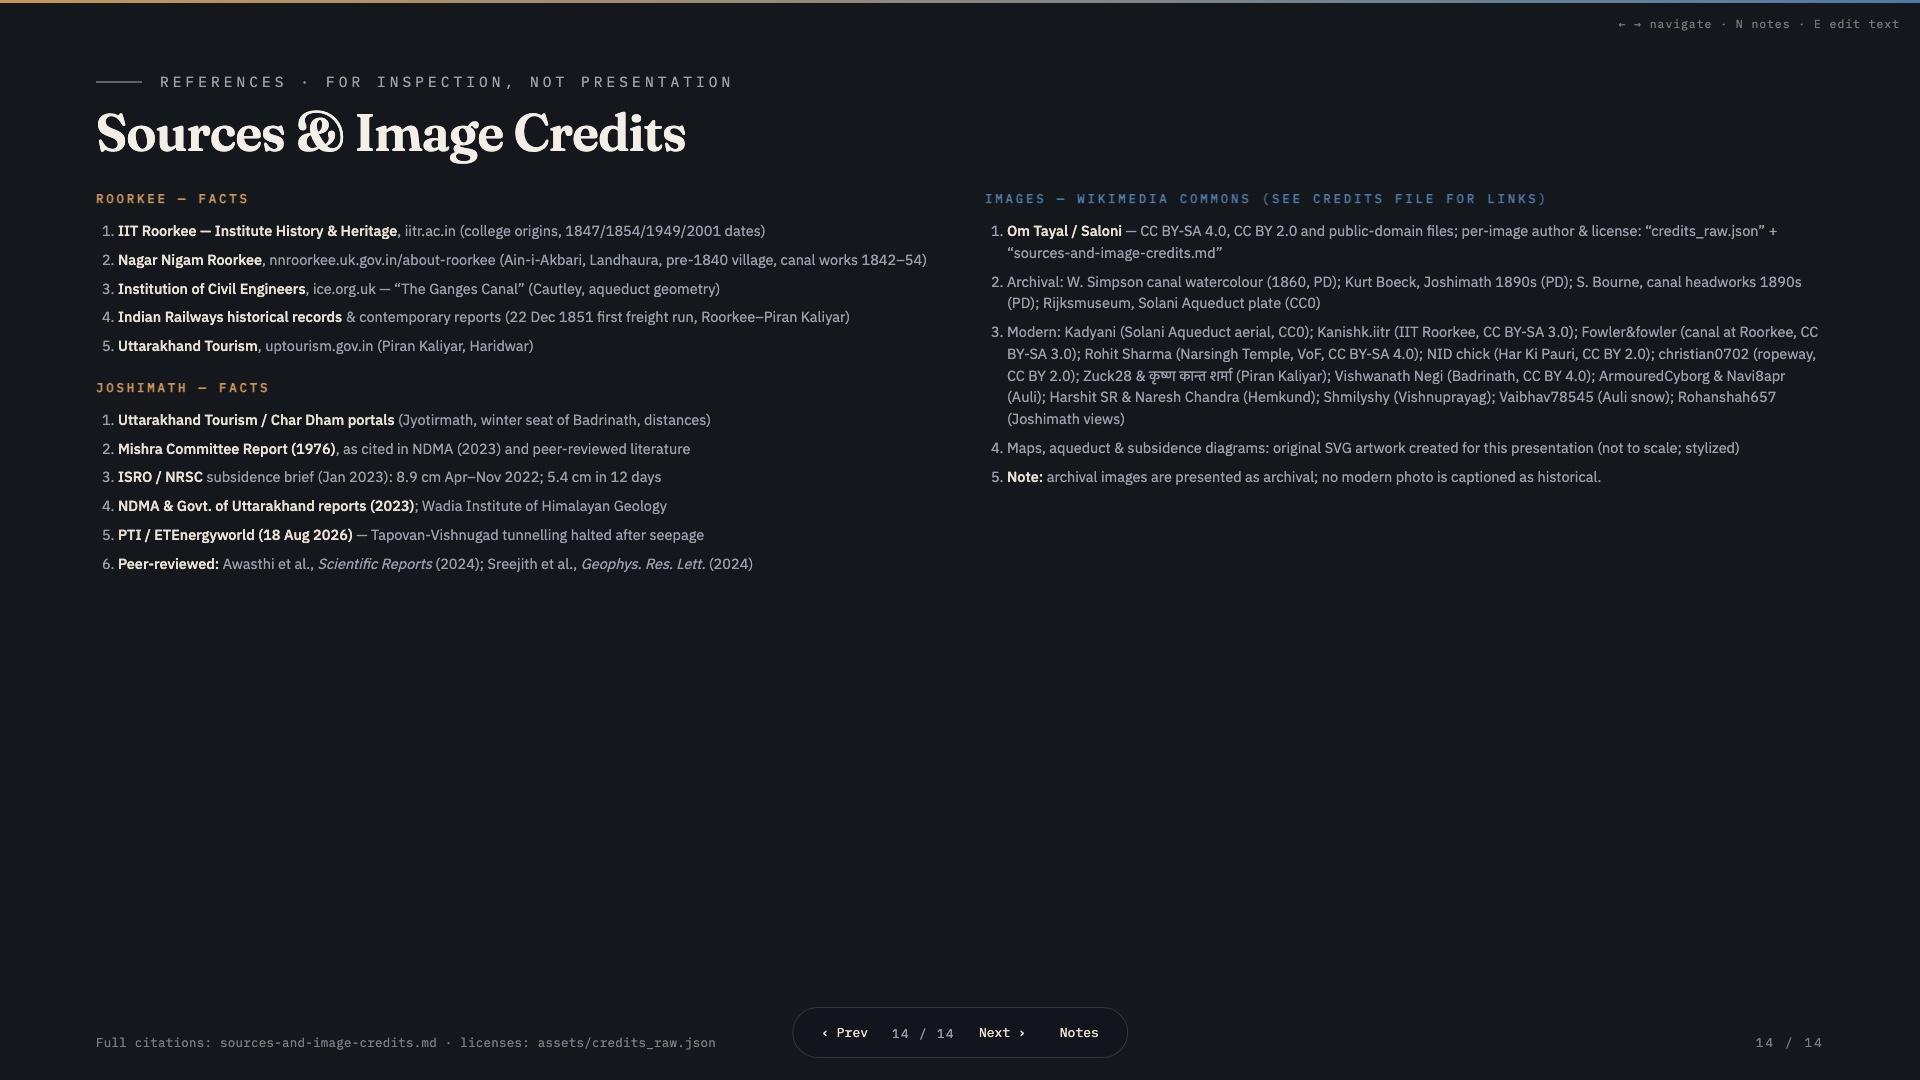 ← → navigate · N notes · E edit text
REFERENCES · FOR INSPECTION, NOT PRESENTATION
Sources & Image Credits
ROORKEE — FACTS
1. IIT Roorkee — Institute History & Heritage, iitr.ac.in (college origins, 1847/1854/1949/2001 dates)
2. Nagar Nigam Roorkee, nnroorkee.uk.gov.in/about-roorkee (Ain-i-Akbari, Landhaura, pre-1840 village, canal works 1842–54)
3. Institution of Civil Engineers, ice.org.uk — “The Ganges Canal” (Cautley, aqueduct geometry)
4. Indian Railways historical records & contemporary reports (22 Dec 1851 first freight run, Roorkee–Piran Kaliyar)
5. Uttarakhand Tourism, uptourism.gov.in (Piran Kaliyar, Haridwar)
JOSHIMATH — FACTS
1. Uttarakhand Tourism / Char Dham portals (Jyotirmath, winter seat of Badrinath, distances)
2. Mishra Committee Report (1976), as cited in NDMA (2023) and peer-reviewed literature
3. ISRO / NRSC subsidence brief (Jan 2023): 8.9 cm Apr–Nov 2022; 5.4 cm in 12 days
4. NDMA & Govt. of Uttarakhand reports (2023); Wadia Institute of Himalayan Geology
5. PTI / ETEnergyworld (18 Aug 2026) — Tapovan-Vishnugad tunnelling halted after seepage
6. Peer-reviewed: Awasthi et al., Scientific Reports (2024); Sreejith et al., Geophys. Res. Lett. (2024)
IMAGES — WIKIMEDIA COMMONS (SEE CREDITS FILE FOR LINKS)
1. Om Tayal / Saloni — CC BY-SA 4.0, CC BY 2.0 and public-domain files; per-image author & license: “credits_raw.json” +
“sources-and-image-credits.md”
2. Archival: W. Simpson canal watercolour (1860, PD); Kurt Boeck, Joshimath 1890s (PD); S. Bourne, canal headworks 1890s
(PD); Rijksmuseum, Solani Aqueduct plate (CC0)
3. Modern: Kadyani (Solani Aqueduct aerial, CC0); Kanishk.iitr (IIT Roorkee, CC BY-SA 3.0); Fowler&fowler (canal at Roorkee, CC
BY-SA 3.0); Rohit Sharma (Narsingh Temple, VoF, CC BY-SA 4.0); NID chick (Har Ki Pauri, CC BY 2.0); christian0702 (ropeway,
CC BY 2.0); Zuck28 & कृष्ण कान्त शर्मा (Piran Kaliyar); Vishwanath Negi (Badrinath, CC BY 4.0); ArmouredCyborg & Navi8apr
(Auli); Harshit SR & Naresh Chandra (Hemkund); Shmilyshy (Vishnuprayag); Vaibhav78545 (Auli snow); Rohanshah657
(Joshimath views)
4. Maps, aqueduct & subsidence diagrams: original SVG artwork created for this presentation (not to scale; stylized)
5. Note: archival images are presented as archival; no modern photo is captioned as historical.
Full citations: sources-and-image-credits.md · licenses: assets/credits_raw.json
‹ Prev 14 / 14 Next › Notes
14 / 14